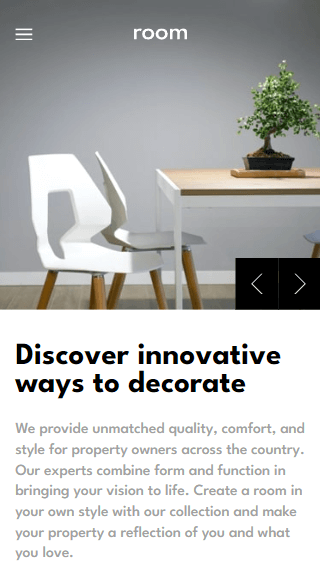 room
Discover innovative
ways to decorate
We provide unmatched quality, comfort, and
style for property owners across the country.
Our experts combine form and function in
bringing your vision to life. Create a room in
your own style with our collection and make
your property a reflection of you and what
you love.